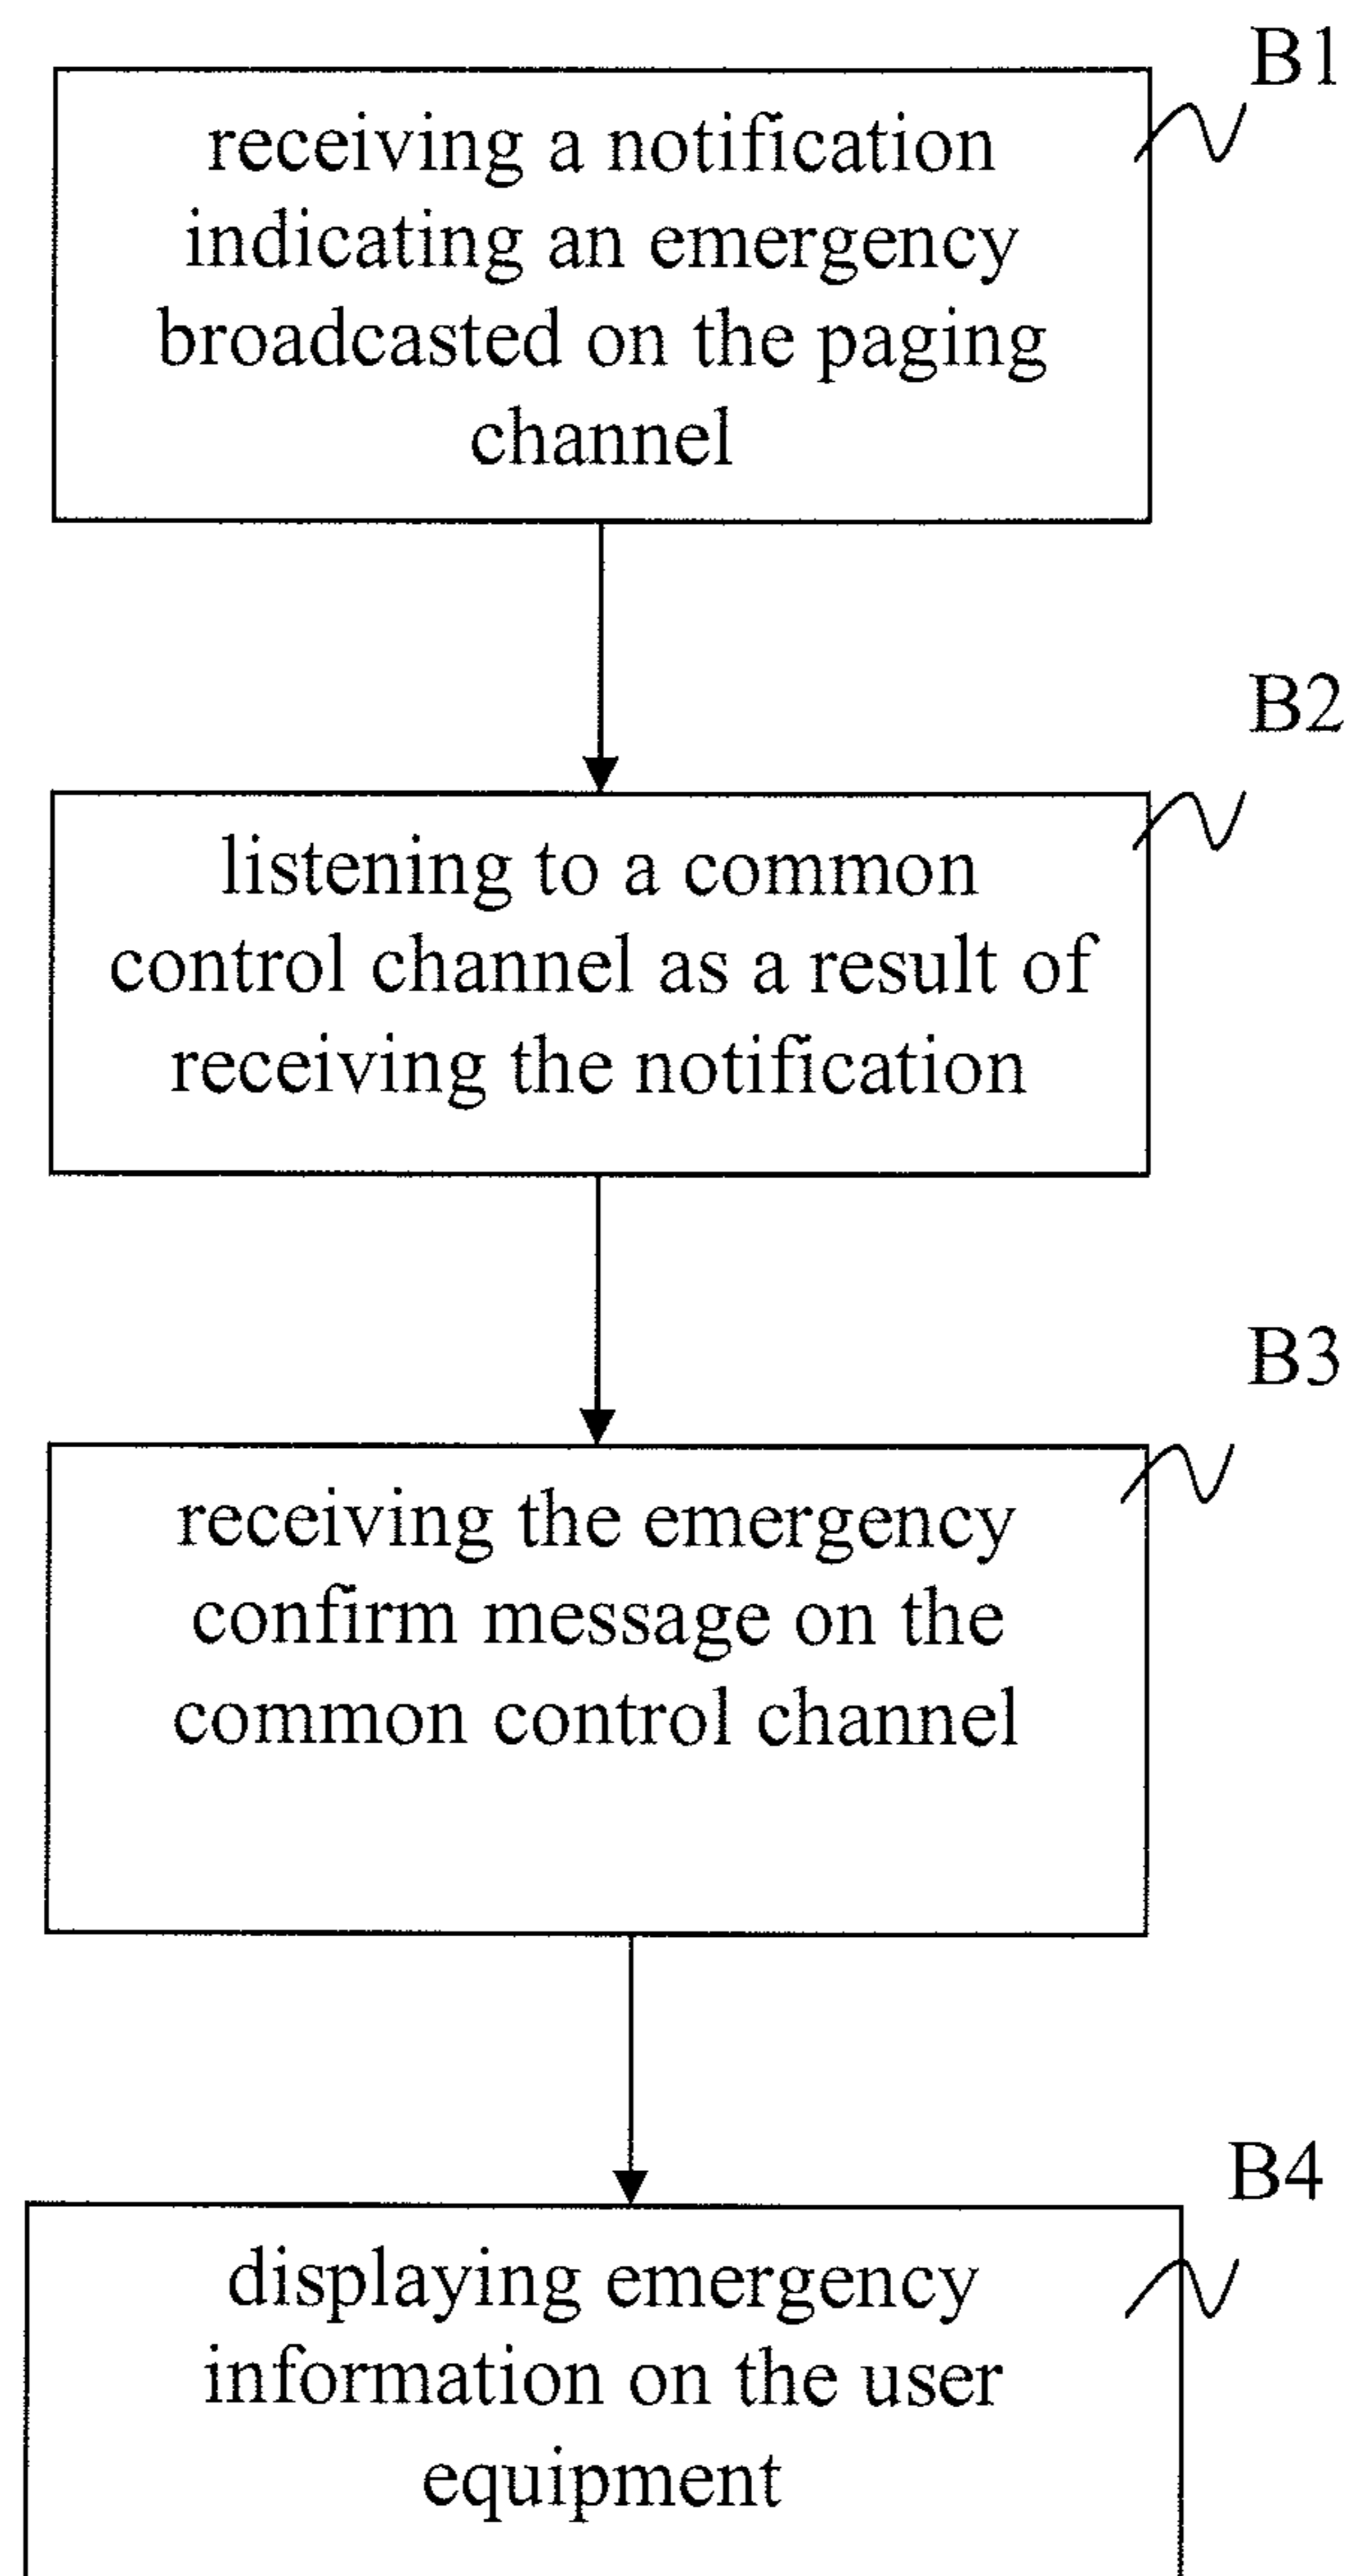 B1
receiving a notification
indicating an emergency
broadcasted on the paging
channel
B2
listening to a common
control channel as a result of
receiving the notification
B3
receiving the emergency
confirm message on the
common control channel
B4
displaying emergency
information on the user
equipment